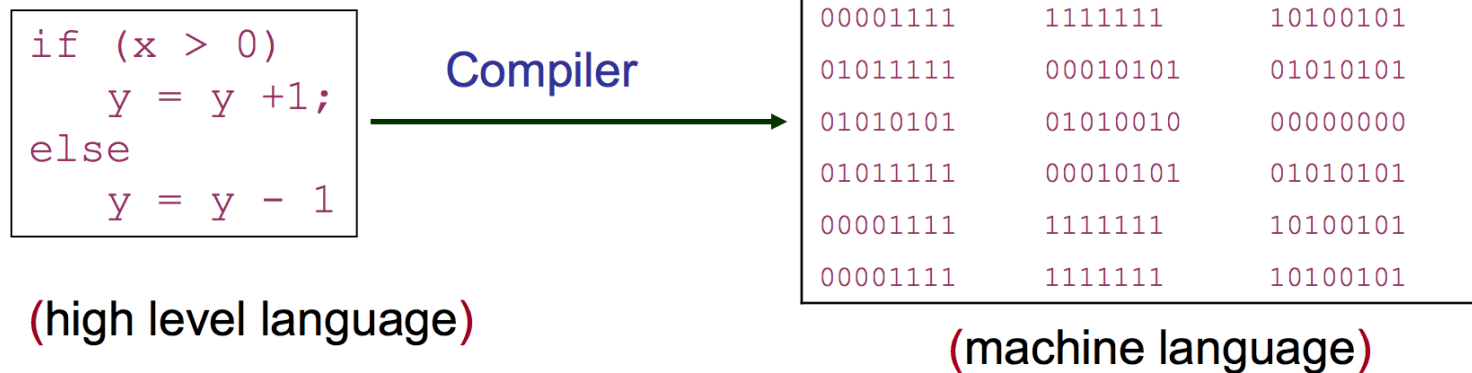 if (x > 0)
y = y +1;
else
y = y - 1
(high level language)
Compiler
00001111 1111111 10100101
01011111 00010101 01010101
01010101 01010010 00000000
01011111 00010101 01010101
00001111 1111111 10100101
00001111 1111111 10100101
(machine language)